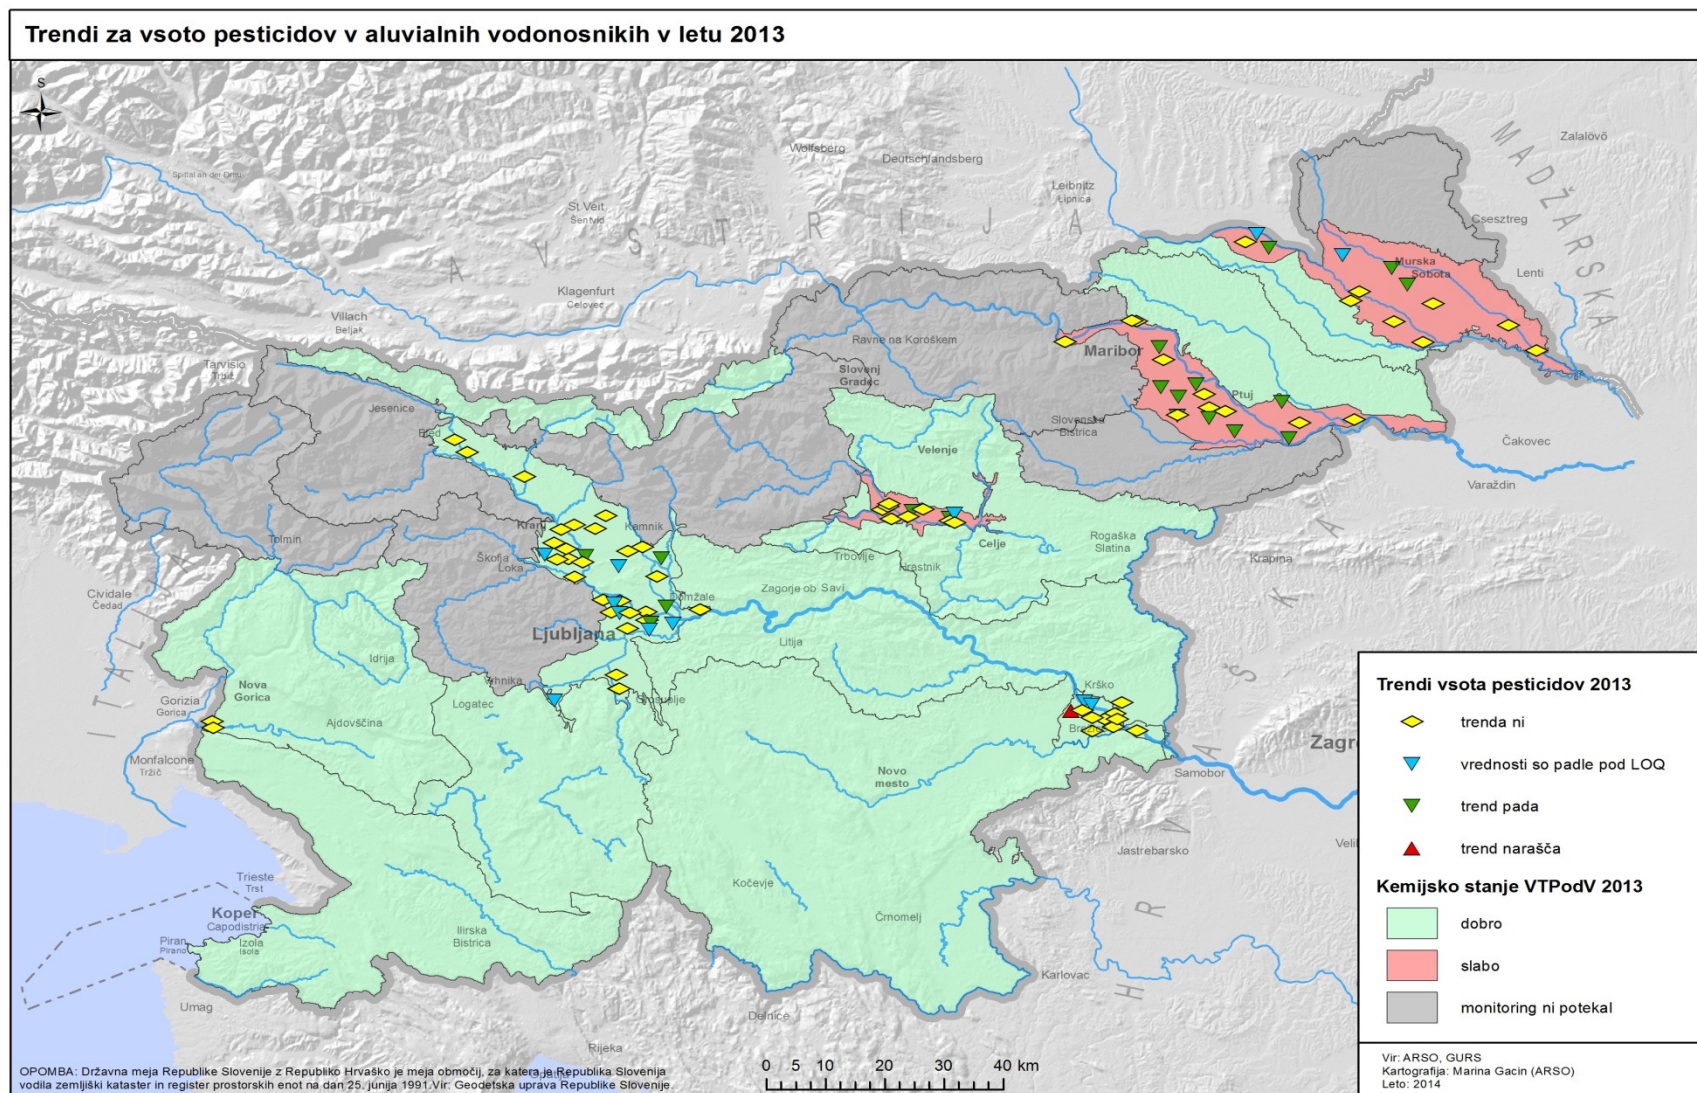 Trendi za vsoto pesticidov v aluvialnih vodonosnikih v letu 2013
S
Wolfsberg
Deutschlandsberg
Zalalövő
Spittal an der Drau
Leibnitz
Lipnica
St Veit
Šentvid
Csesztreg
MADŽARSKA
AVSTRIJA
Murska
Sobota
Lenti
Klagenfurt
Celovec
Villach
Beljak
Ravne na Koroškem
Maribor
Tarvisio
Trbiž
Slovenj
Gradec
Jesenice
Ptuj
Bled
Slovenska
Bistrica
Čakovec
Velenje
Varaždin
Kranj
Kamnik
Tolmin
Škofja
Loka
Celje
Rogaška
Slatina
Krapina
Trbovlje
Hrastnik
Cividale
Čedad
Zagorje ob Savi
Domžale
Ljubljana
Litija
Idrija
ITALIJA
Vrhnika
Nova
Gorica
Grosuplje
Krško
Gorizia
Gorica
Logatec
Ajdovščina
Brežice
Monfalcone
Tržič
Samobor
Novo
mesto
Zagre
Jastrebarsko
Veli
Trieste
Trst
Kočevje
Koper
Capodistria
Črnomelj
Piran
Pirano
Izola
Isola
Ilirska
Bistrica
Karlovac
HRVAŠKA
Umag
Delnice
Rijeka
Opatija
Trendi vsota pesticidov 2013
trenda ni
vrednosti so padle pod LOQ
trend pada
trend narašča
Kemijsko stanje VTPodV 2013
dobro
slabo
monitoring ni potekal
Vir: ARSO, GURS
Kartografija: Marina Gacin (ARSO)
Leto: 2014
0 5 10 20 30 40 km
OPOMBA: Državna meja Republike Slovenije z Republiko Hrvaško je meja območij, za katera je Republika Slovenija
vodila zemljiški kataster in register prostorskih enot na dan 25. junija 1991.Vir: Geodetska uprava Republike Slovenije.